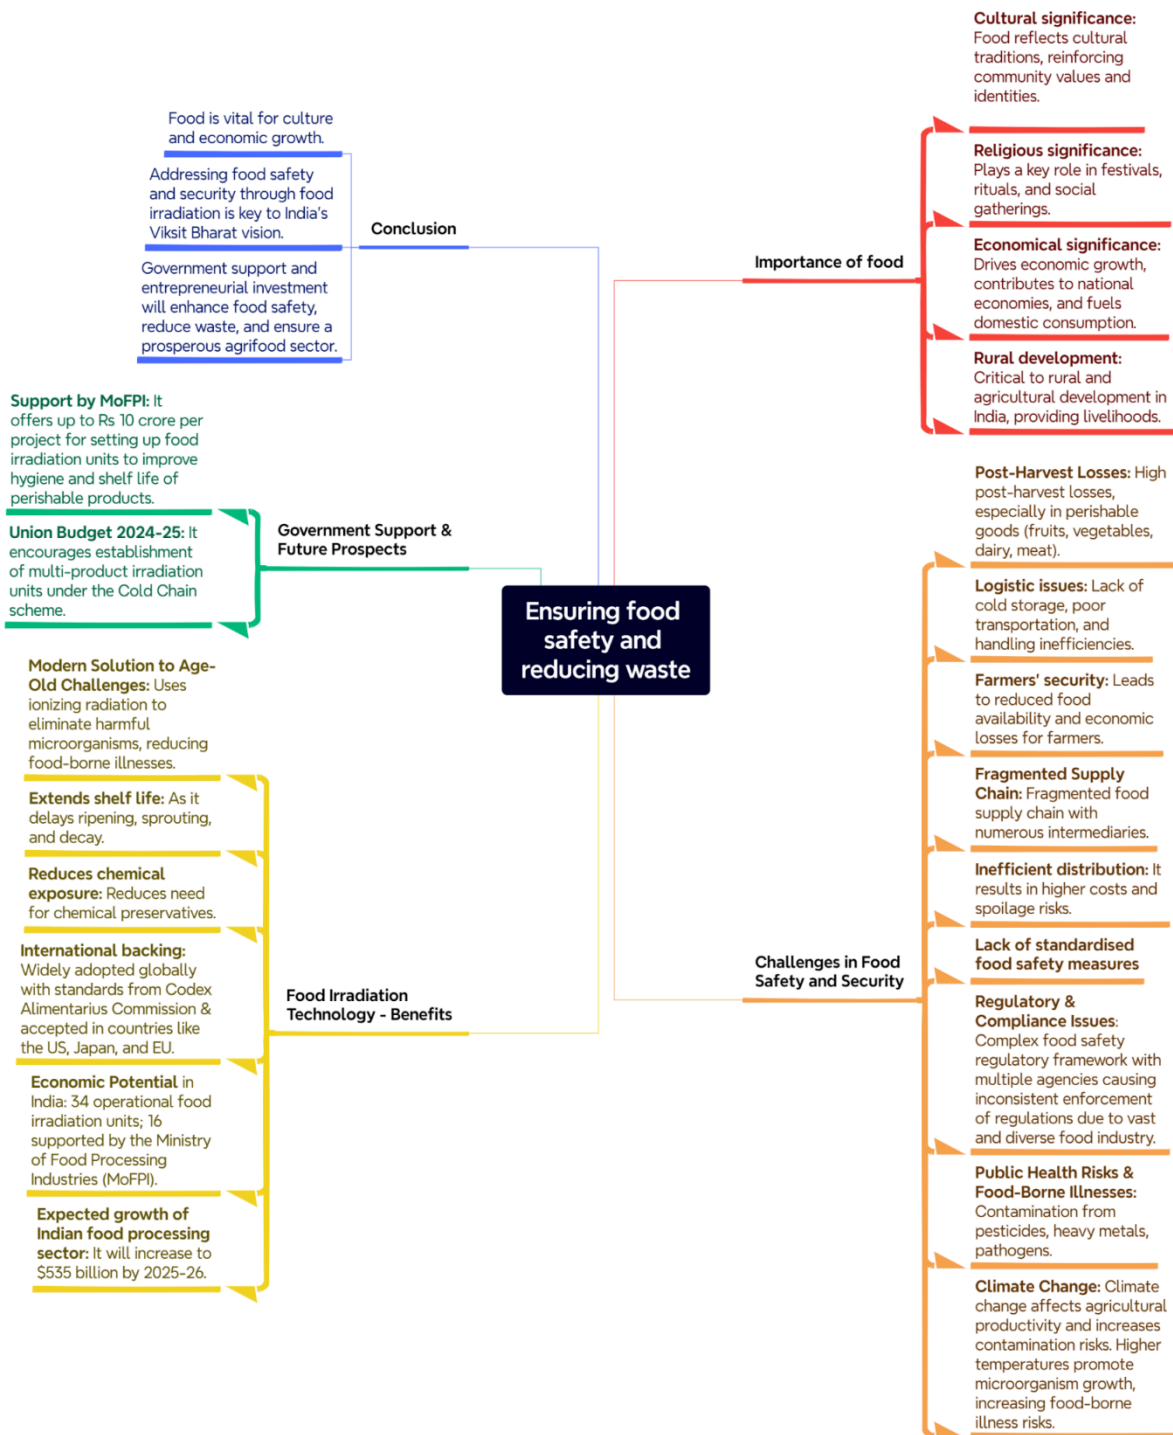 Ensuring food
safety and
reducing waste
Importance of food
Cultural significance:
Food reflects cultural
traditions, reinforcing
community values and
identities.
Religious significance:
Plays a key role in festivals,
rituals, and social
gatherings.
Economical significance:
Drives economic growth,
contributes to national
economies, and fuels
domestic consumption.
Rural development:
Critical to rural and
agricultural development in
India, providing livelihoods.
Challenges in Food
Safety and Security
Post-Harvest Losses: High
post-harvest losses,
especially in perishable
goods (fruits, vegetables,
dairy, meat).
Logistic issues: Lack of
cold storage, poor
transportation, and
handling inefficiencies.
Farmers' security: Leads
to reduced food
availability and economic
losses for farmers.
Fragmented Supply
Chain: Fragmented food
supply chain with
numerous intermediaries.
Inefficient distribution: It
results in higher costs and
spoilage risks.
Lack of standardised
food safety measures
Regulatory &
Compliance Issues:
Complex food safety
regulatory framework with
multiple agencies causing
inconsistent enforcement
of regulations due to vast
and diverse food industry.
Public Health Risks &
Food-Borne Illnesses:
Contamination from
pesticides, heavy metals,
pathogens.
Climate Change: Climate
change affects agricultural
productivity and increases
contamination risks. Higher
temperatures promote
microorganism growth,
increasing food-borne
illness risks.
Food Irradiation
Technology - Benefits
Modern Solution to Age-
Old Challenges: Uses
ionizing radiation to
eliminate harmful
microorganisms, reducing
food-borne illnesses.
Extends shelf life: As it
delays ripening, sprouting,
and decay.
Reduces chemical
exposure: Reduces need
for chemical preservatives.
International backing:
Widely adopted globally
with standards from Codex
Alimentarius Commission &
accepted in countries like
the US, Japan, and EU.
Economic Potential in
India: 34 operational food
irradiation units; 16
supported by the Ministry
of Food Processing
Industries (MoFPI).
Expected growth of
Indian food processing
sector: It will increase to
$535 billion by 2025-26.
Government Support &
Future Prospects
Support by MoFPI: It
offers up to Rs 10 crore per
project for setting up food
irradiation units to improve
hygiene and shelf life of
perishable products.
Union Budget 2024-25: It
encourages establishment
of multi-product irradiation
units under the Cold Chain
scheme.
Conclusion
Food is vital for culture
and economic growth.
Addressing food safety
and security through food
irradiation is key to India's
Viksit Bharat vision.
Government support and
entrepreneurial investment
will enhance food safety,
reduce waste, and ensure a
prosperous agrifood sector.